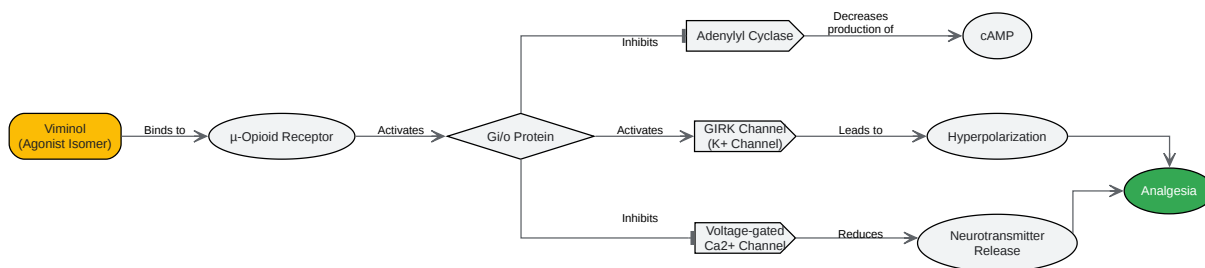 Decreases
production of
Inhibits
Adenylyl Cyclase
cAMP
Viminol
(Agonist Isomer)
Binds to
µ-Opioid Receptor
Activates
Gi/o Protein
Activates
GIRK Channel
(K+ Channel)
Leads to
Hyperpolarization
Analgesia
Inhibits
Voltage-gated
Ca2+ Channel
Reduces
Neurotransmitter
Release